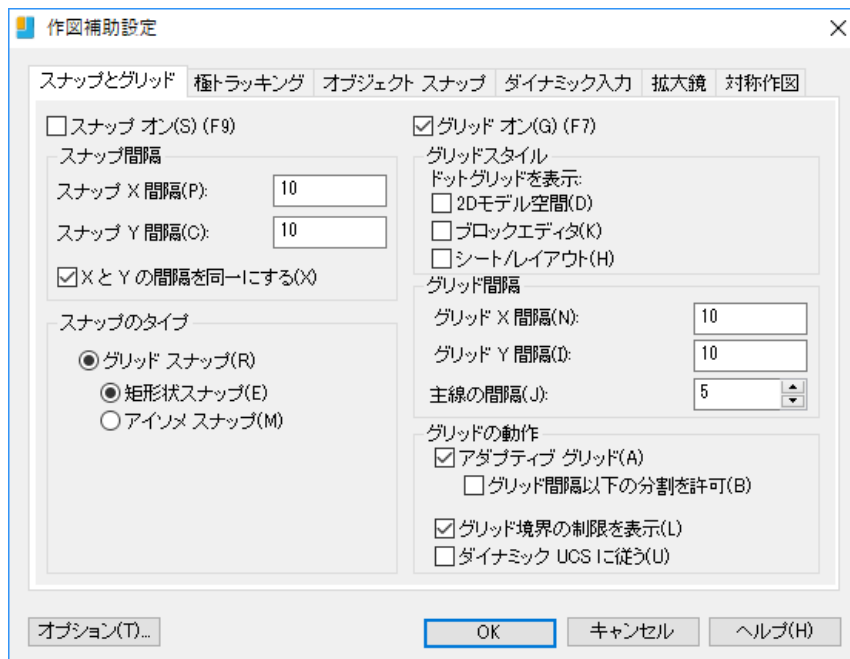 作図補助設定
スナップとグリッド 極トラッキング オブジェクト スナップ ダイナミック入力 拡大鏡 対称作図
スナップ オン(S) (F9)
スナップ間隔
スナップ X 間隔(P): 10
スナップ Y 間隔(C): 10
X と Y の間隔を同一にする(X)
スナップのタイプ
グリッド スナップ(R)
矩形状スナップ(E)
アイソメ スナップ(M)
グリッド オン(G) (F7)
グリッドスタイル
ドットグリッドを表示:
2Dモデル空間(D)
ブロックエディタ(K)
シート/レイアウト(H)
グリッド間隔
グリッド X 間隔(N): 10
グリッド Y 間隔(I): 10
主線の間隔(J): 5
グリッドの動作
アダプティブ グリッド(A)
グリッド間隔以下の分割を許可(B)
グリッド境界の制限を表示(L)
ダイナミック UCS に従う(U)
オプション(T)... OK キャンセル ヘルプ(H)